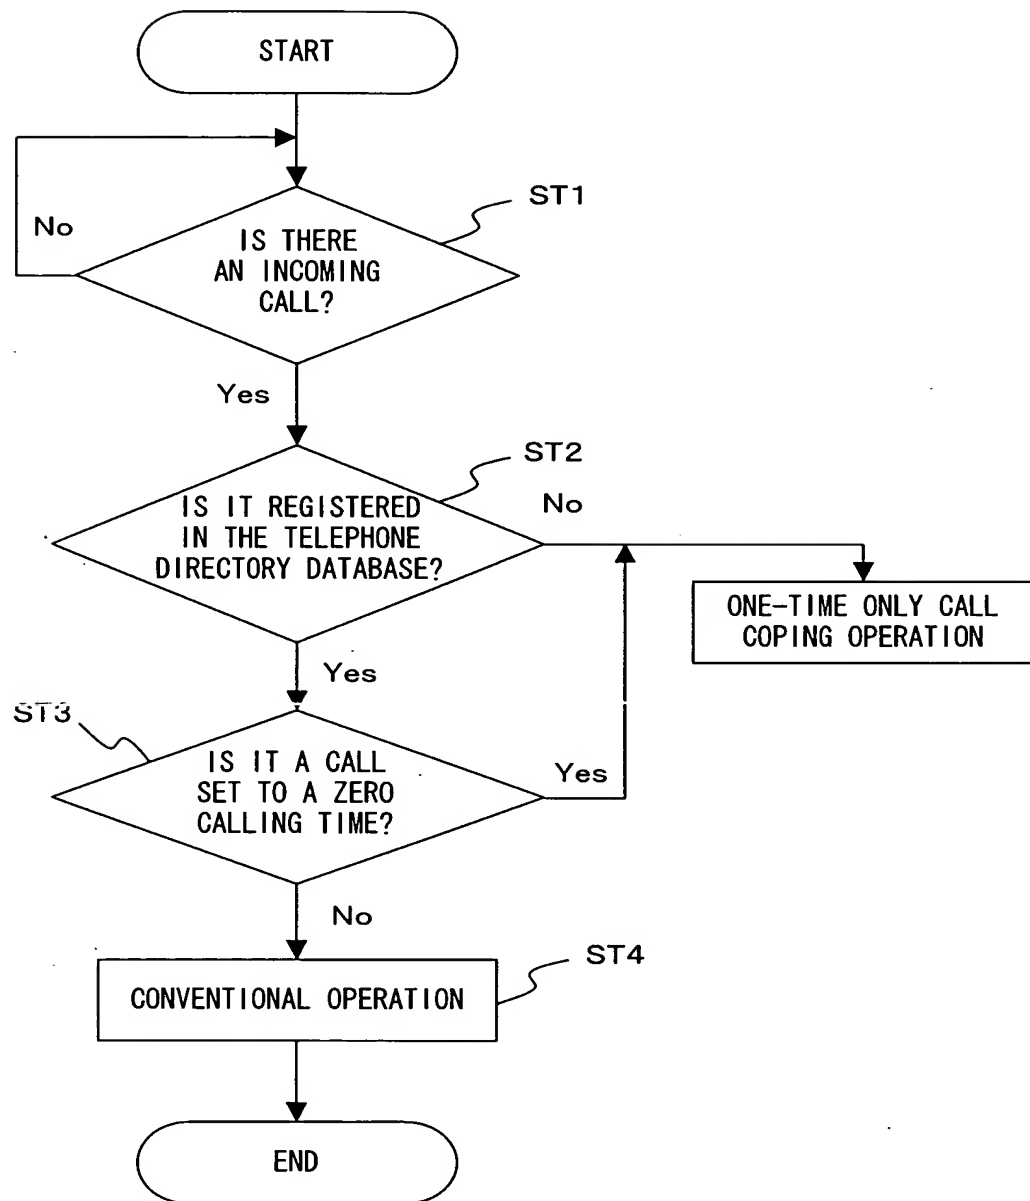 START
ST1
No
IS THERE
AN INCOMING
CALL?
Yes
ST2
No
IS IT REGISTERED
IN THE TELEPHONE
DIRECTORY DATABASE?
ONE-TIME ONLY CALL
COPING OPERATION
Yes
ST3
IS IT A CALL
SET TO A ZERO
CALLING TIME?
Yes
No
ST4
CONVENTIONAL OPERATION
END